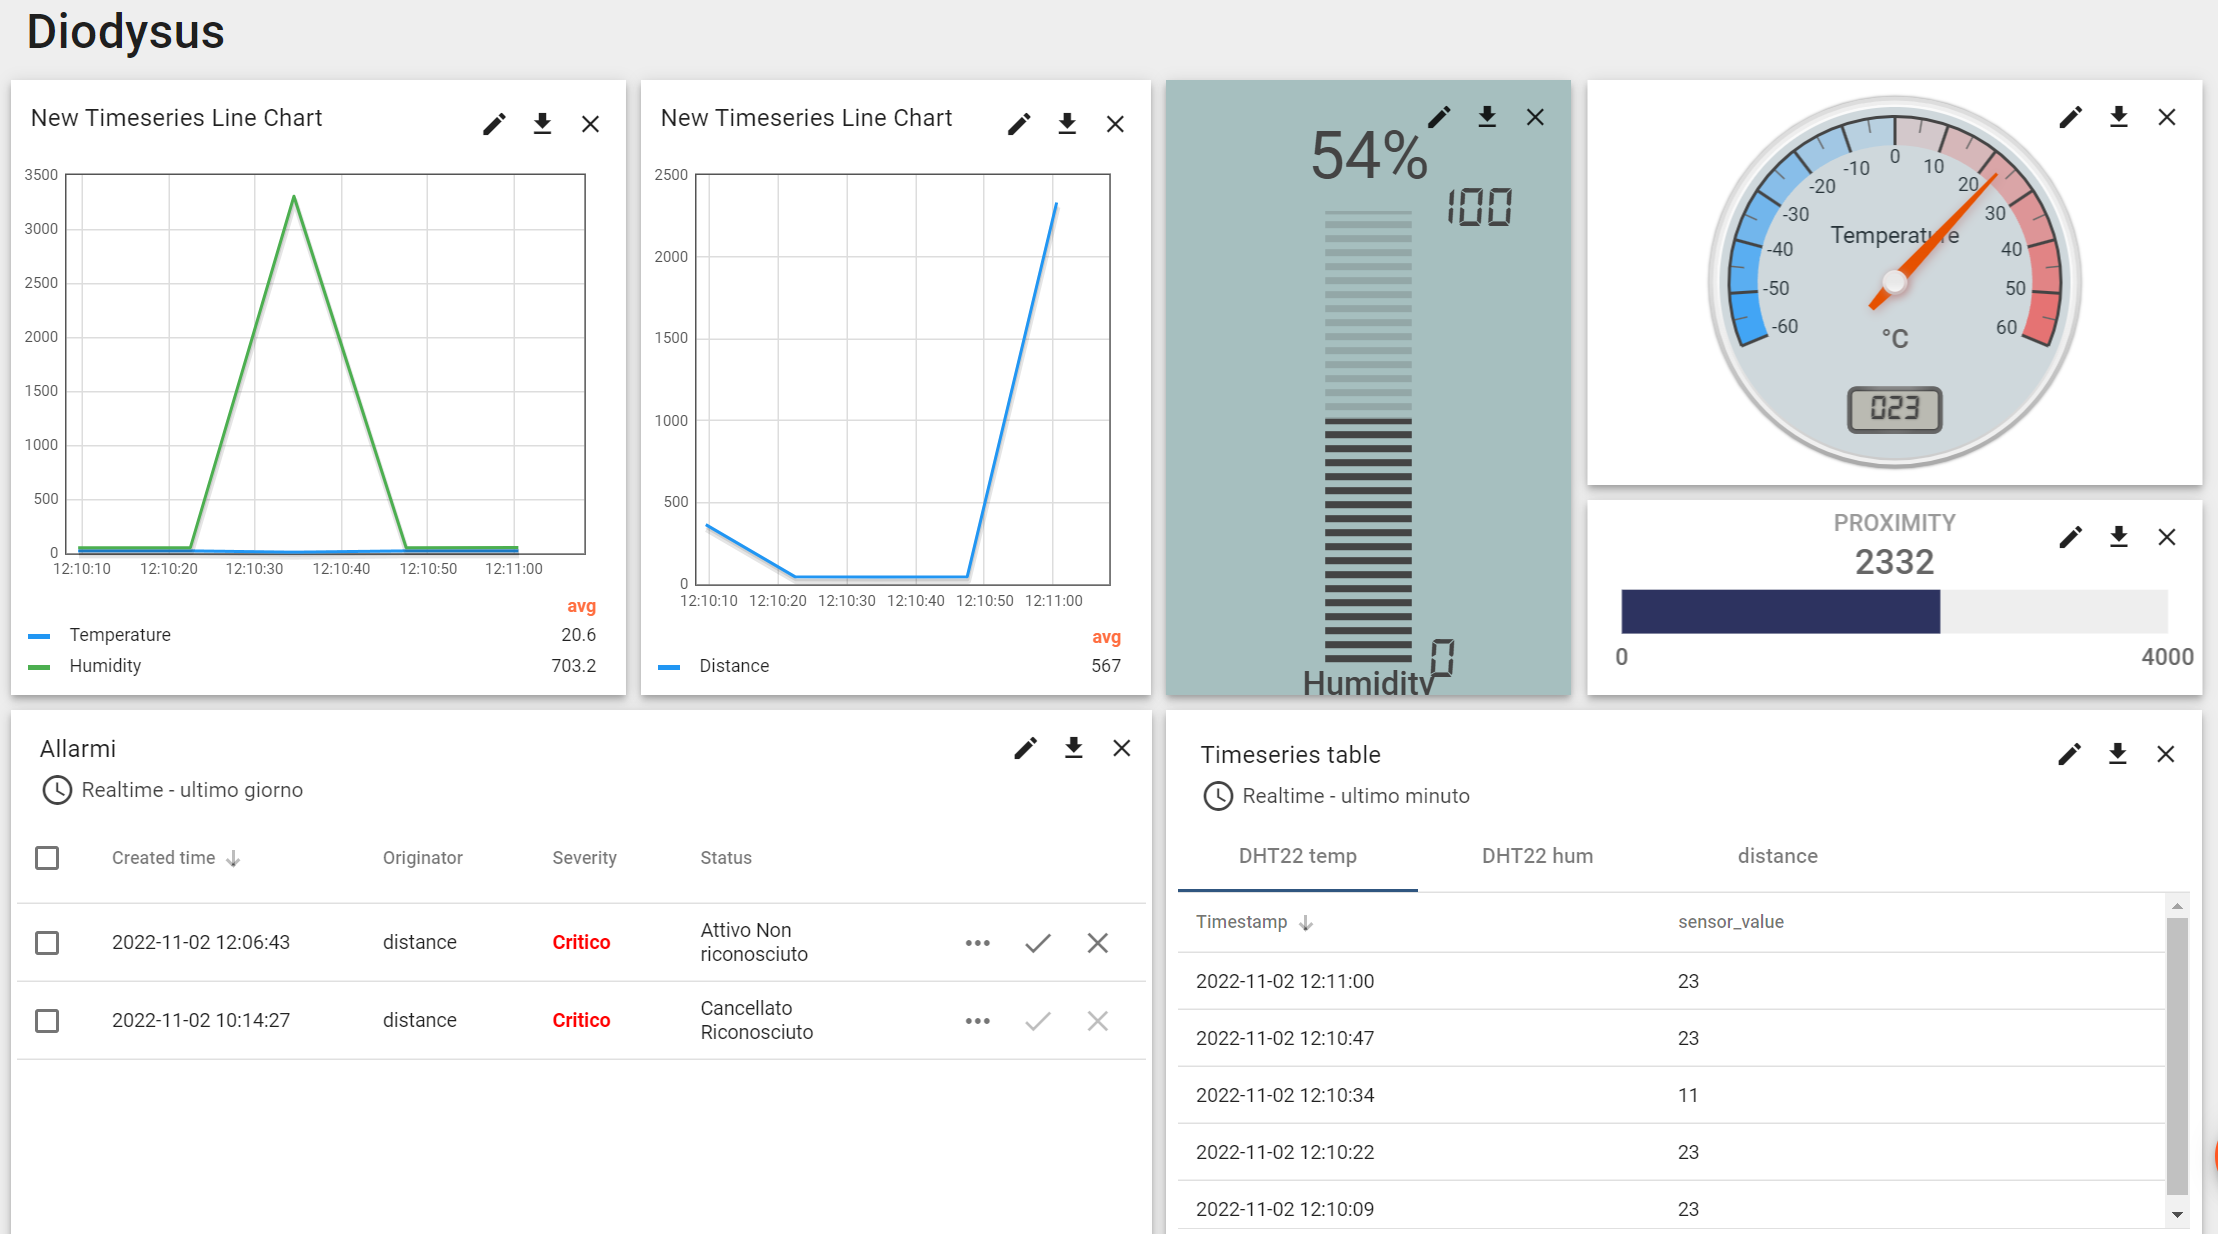 Diodysus
New Timeseries Line Chart
3500
3000
2500
2000
1500
1000
500
0
12:10:10 12:10:20 12:10:30 12:10:40 12:10:50 12:11:00
avg
Temperature 20.6
Humidity 703.2
New Timeseries Line Chart
2500
2000
1500
1000
500
0
12:10:10 12:10:20 12:10:30 12:10:40 12:10:50 12:11:00
avg
Distance 567
54%
100
0
Humidity
-60 -50 -40 -30 -20 -10 0 10 20 30 40 50 60
Temperature
°C
023
PROXIMITY
2332
0 4000
Allarmi
Realtime - ultimo giorno
Created time Originator Severity Status
2022-11-02 12:06:43 distance Critico Attivo Non
riconosciuto
2022-11-02 10:14:27 distance Critico Cancellato
Riconosciuto
Timeseries table
Realtime - ultimo minuto
DHT22 temp DHT22 hum distance
Timestamp sensor_value
2022-11-02 12:11:00 23
2022-11-02 12:10:47 23
2022-11-02 12:10:34 11
2022-11-02 12:10:22 23
2022-11-02 12:10:09 23